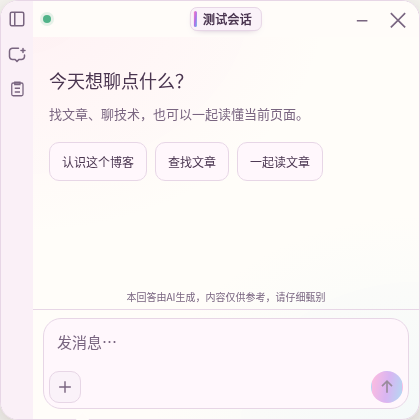 测试会话
今天想聊点什么？
找文章、聊技术，也可以一起读懂当前页面。
认识这个博客
查找文章
一起读文章
本回答由AI生成，内容仅供参考，请仔细甄别
发消息…